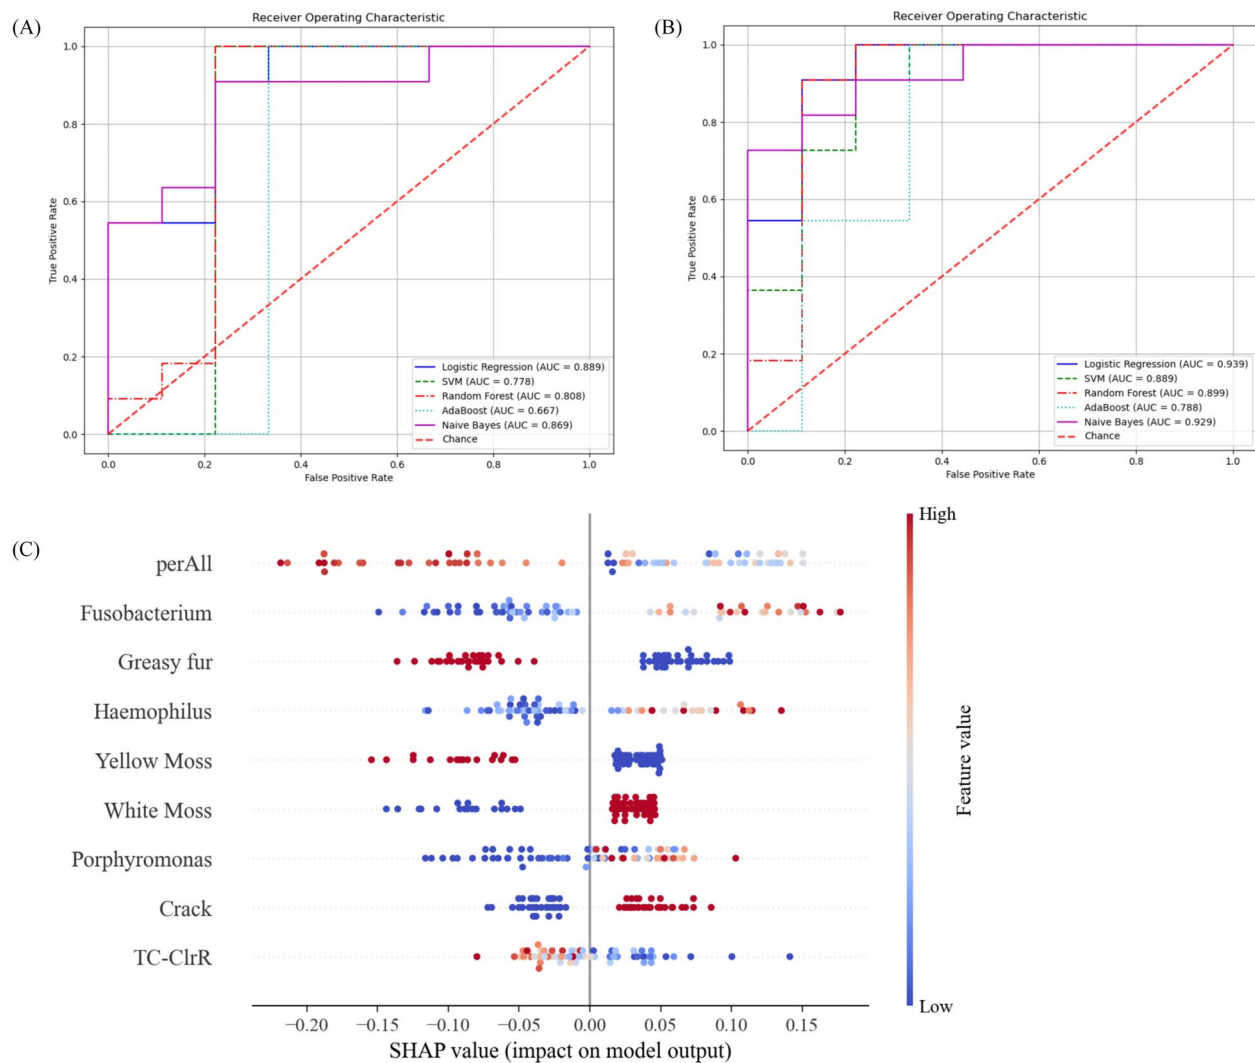 (A)
Receiver Operating Characteristic
1.0
0.8
0.6
0.4
0.2
0.0
True Positive Rate
0.0 0.2 0.4 0.6 0.8 1.0
False Positive Rate
Logistic Regression (AUC = 0.889)
SVM (AUC = 0.778)
Random Forest (AUC = 0.808)
AdaBoost (AUC = 0.667)
Naive Bayes (AUC = 0.869)
Chance
(B)
Receiver Operating Characteristic
1.0
0.8
0.6
0.4
0.2
0.0
True Positive Rate
0.0 0.2 0.4 0.6 0.8 1.0
False Positive Rate
Logistic Regression (AUC = 0.939)
SVM (AUC = 0.889)
Random Forest (AUC = 0.899)
AdaBoost (AUC = 0.788)
Naive Bayes (AUC = 0.929)
Chance
(C)
perAll
Fusobacterium
Greasy fur
Haemophilus
Yellow Moss
White Moss
Porphyromonas
Crack
TC-ClrR
−0.20 −0.15 −0.10 −0.05 0.00 0.05 0.10 0.15
SHAP value (impact on model output)
High
Feature value
Low